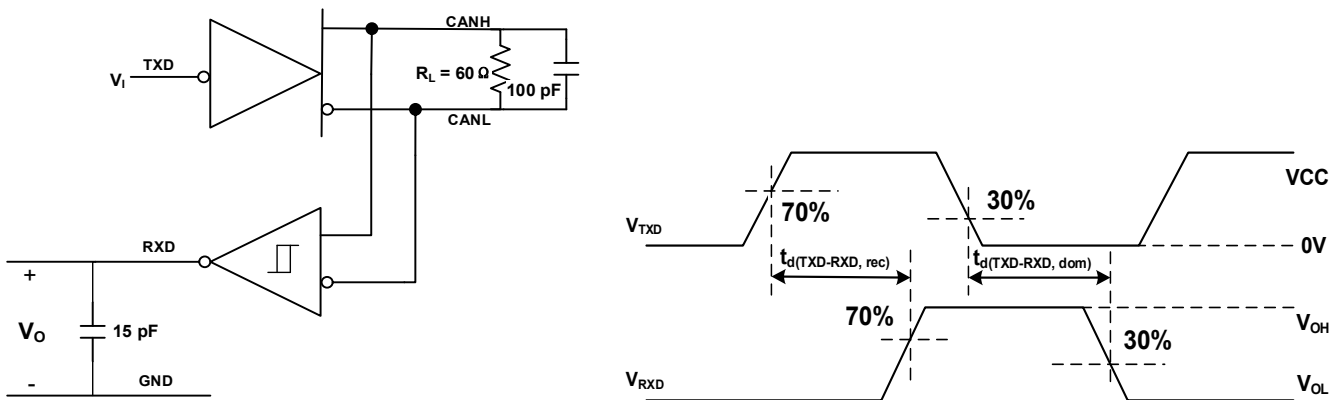 CANH
TXD
V_I
R_L = 60 Ω
100 pF
CANL
RXD
+
V_O
15 pF
-
GND
VCC
70%
30%
V_TXD
0V
t_d(TXD-RXD, rec)
t_d(TXD-RXD, dom)
70%
30%
V_OH
V_RXD
V_OL